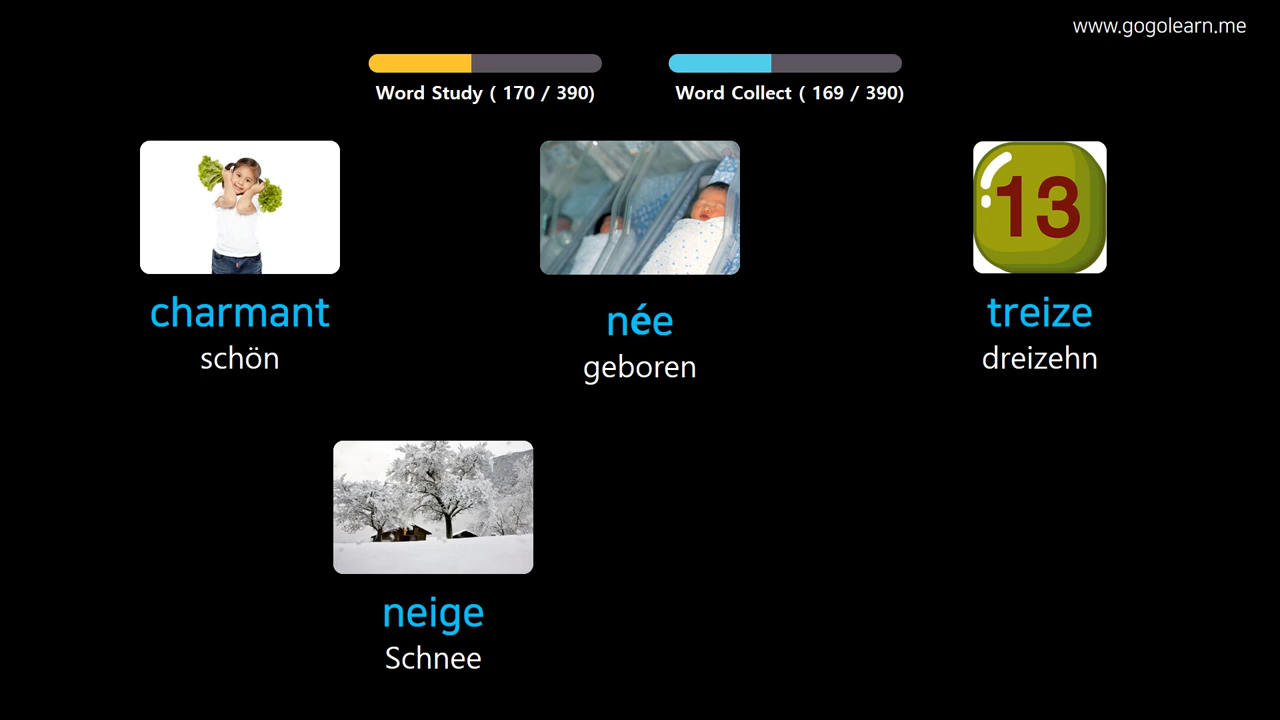 www.gogolearn.me
Word Study ( 170 / 390)
Word Collect ( 169 / 390)
13
charmant
schön
née
geboren
treize
dreizehn
neige
Schnee